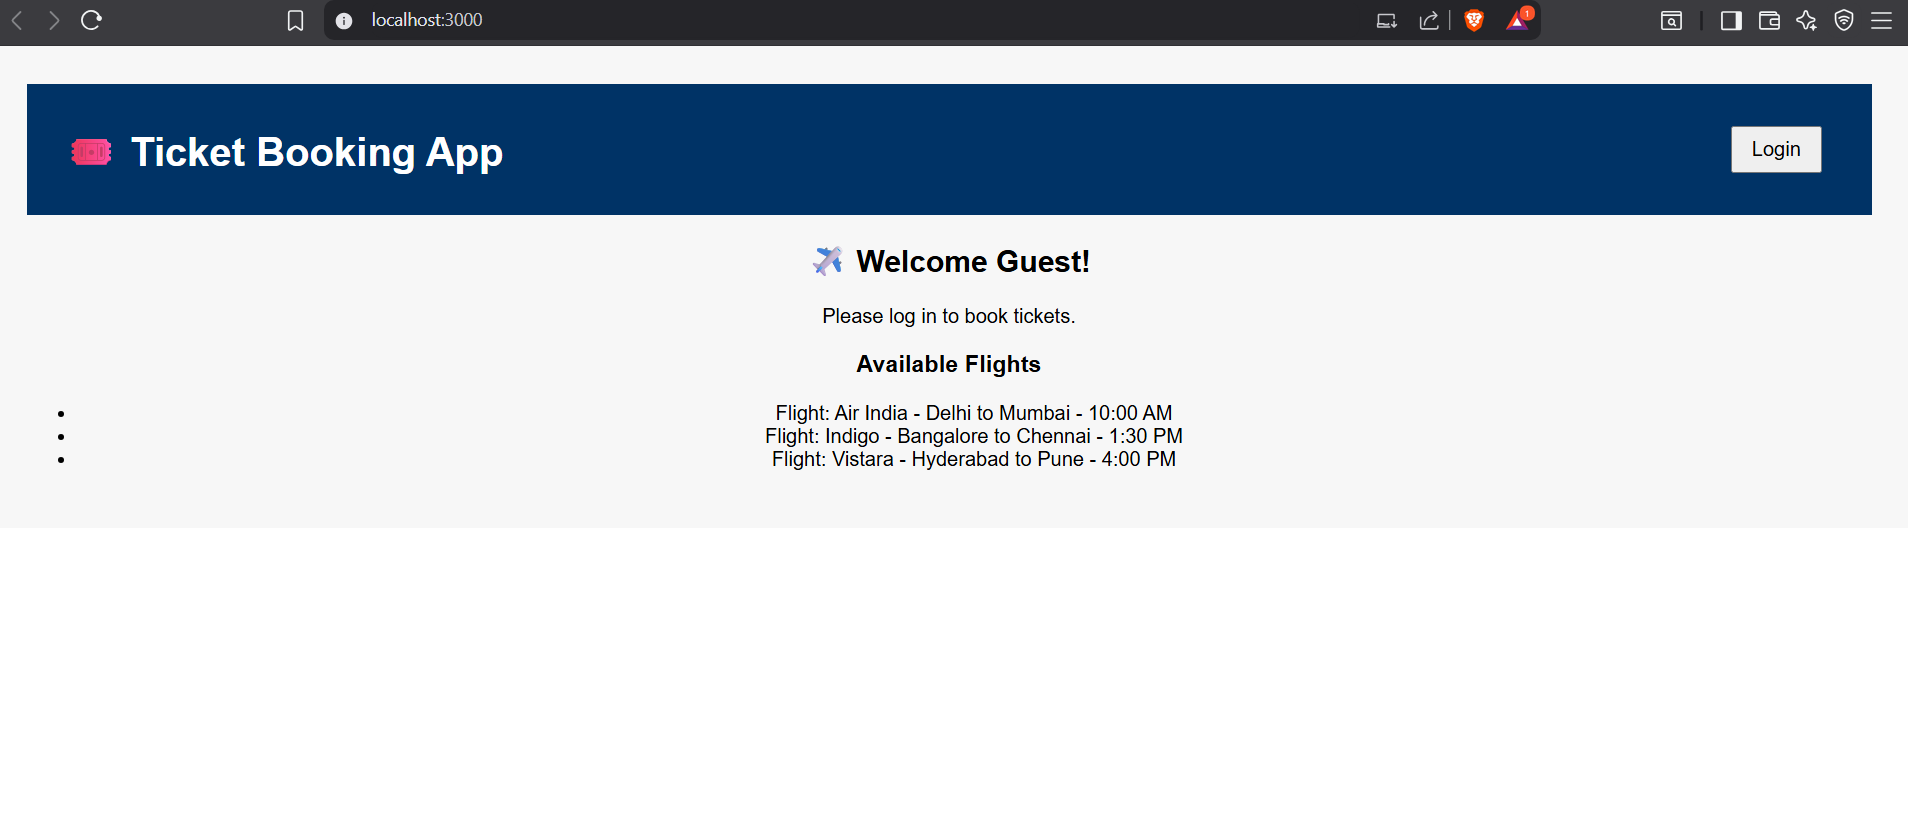 localhost:3000
1
Ticket Booking App
Login
Welcome Guest!
Please log in to book tickets.
Available Flights
• Flight: Air India - Delhi to Mumbai - 10:00 AM
• Flight: Indigo - Bangalore to Chennai - 1:30 PM
• Flight: Vistara - Hyderabad to Pune - 4:00 PM